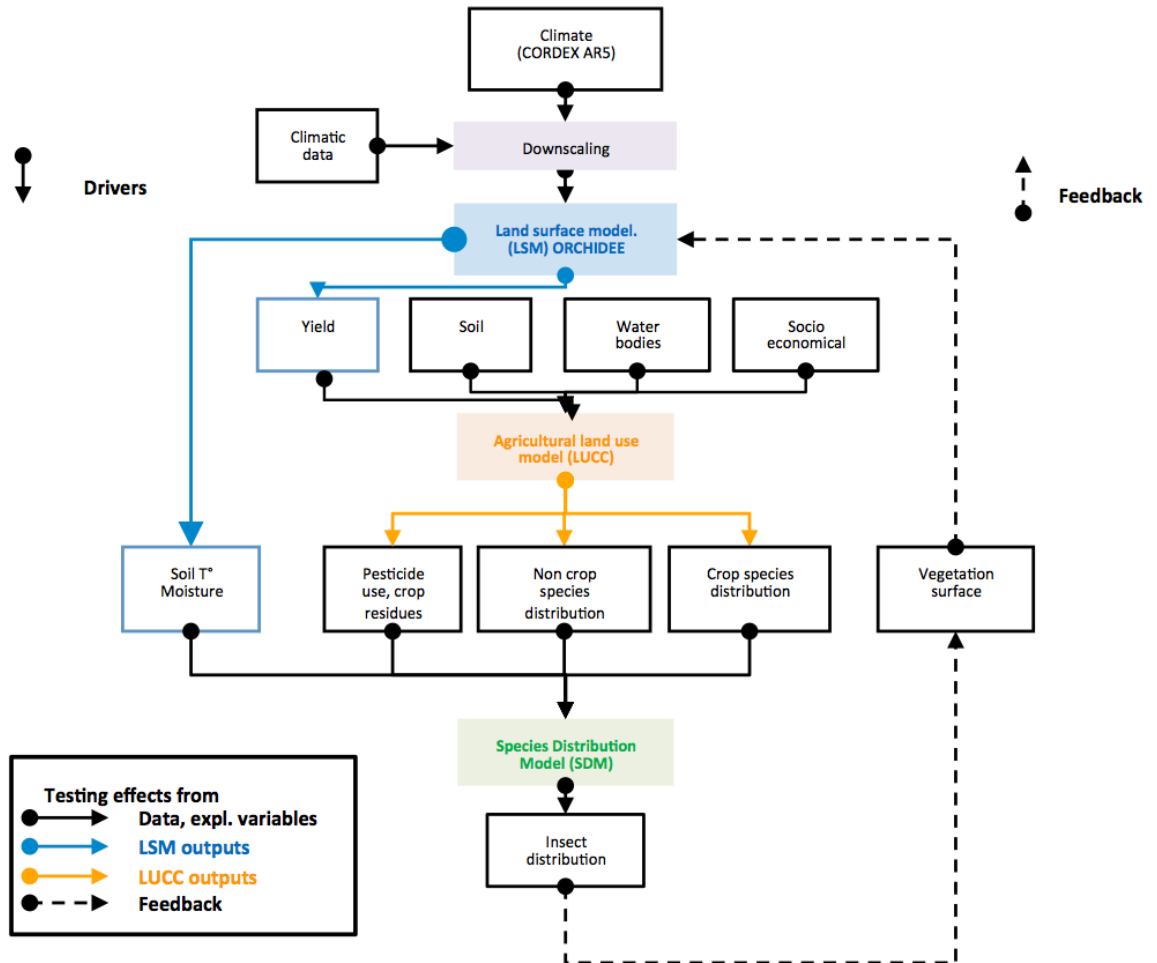 Climate
(CORDEX AR5)
Climatic
data
Downscaling
Drivers
Feedback
Land surface model.
(LSM) ORCHIDEE
Yield
Soil
Water
bodies
Socio
economical
Agricultural land use
model (LUCC)
Soil T°
Moisture
Pesticide
use, crop
residues
Non crop
species
distribution
Crop species
distribution
Vegetation
surface
Species Distribution
Model (SDM)
Insect
distribution
Testing effects from
Data, expl. variables
LSM outputs
LUCC outputs
Feedback